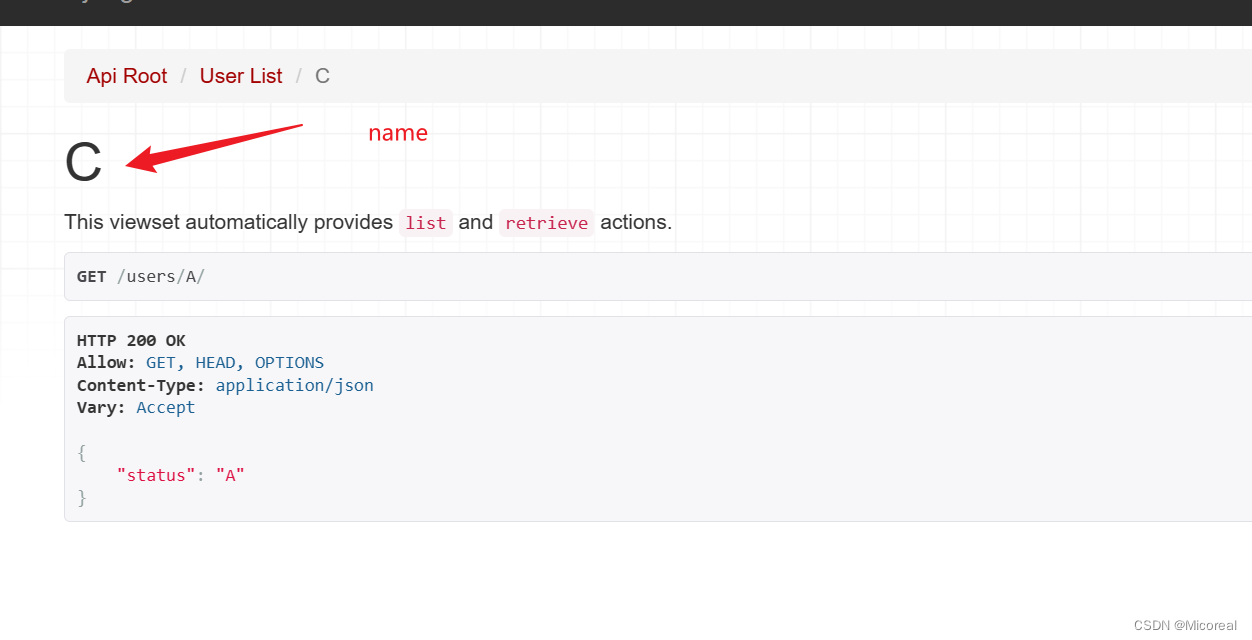 Api Root / User List / C
name
C
This viewset automatically provides list and retrieve actions.
GET /users/A/
HTTP 200 OK
Allow: GET, HEAD, OPTIONS
Content-Type: application/json
Vary: Accept
{
    "status": "A"
}
CSDN @Micoreal